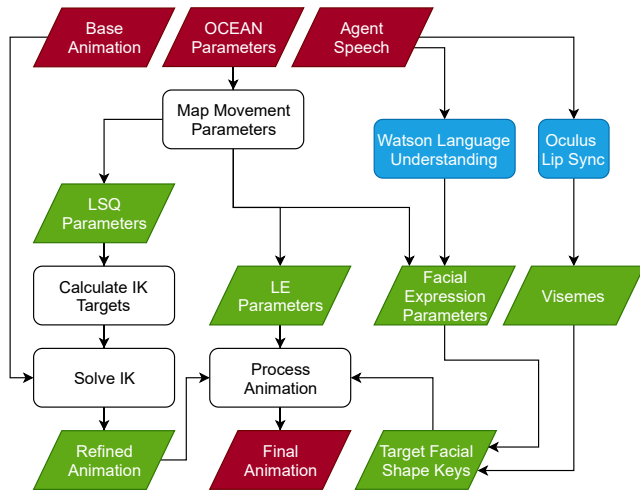 Base
Animation
OCEAN
Parameters
Agent
Speech
Map Movement
Parameters
Watson Language
Understanding
Oculus
Lip Sync
LSQ
Parameters
Calculate IK
Targets
LE
Parameters
Facial
Expression
Parameters
Visemes
Solve IK
Process
Animation
Refined
Animation
Final
Animation
Target Facial
Shape Keys